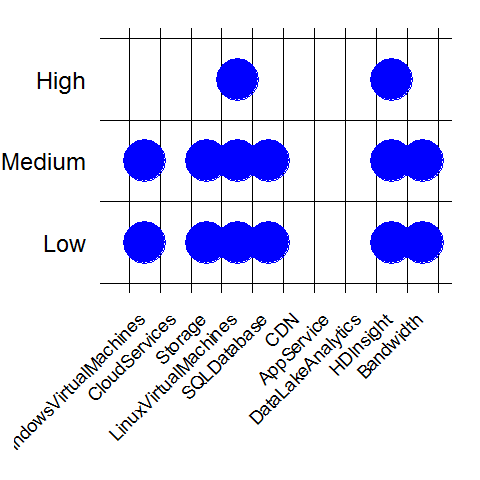 High
Medium
Low
ndowsVirtualMachines
CloudServices
Storage
LinuxVirtualMachines
SQLDatabase
CDN
AppService
DataLakeAnalytics
HDInsight
Bandwidth